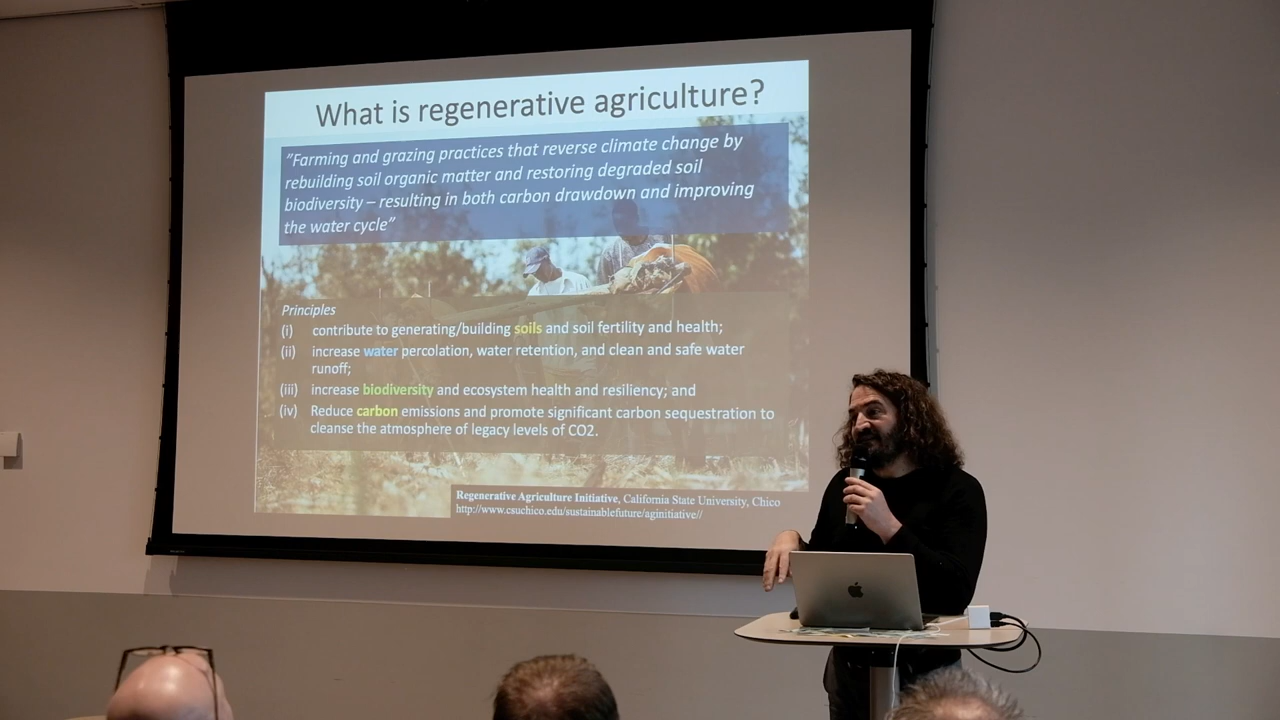 What is regenerative agriculture?
"Farming and grazing practices that reverse climate change by
rebuilding soil organic matter and restoring degraded soil
biodiversity – resulting in both carbon drawdown and improving
the water cycle"
Principles
(i) contribute to generating/building soils and soil fertility and health;
(ii) increase water percolation, water retention, and clean and safe water
runoff;
(iii) increase biodiversity and ecosystem health and resiliency; and
(iv) Reduce carbon emissions and promote significant carbon sequestration to
cleanse the atmosphere of legacy levels of CO2.
Regenerative Agriculture Initiative, California State University, Chico
http://www.csuchico.edu/sustainablefuture/aginitiative//